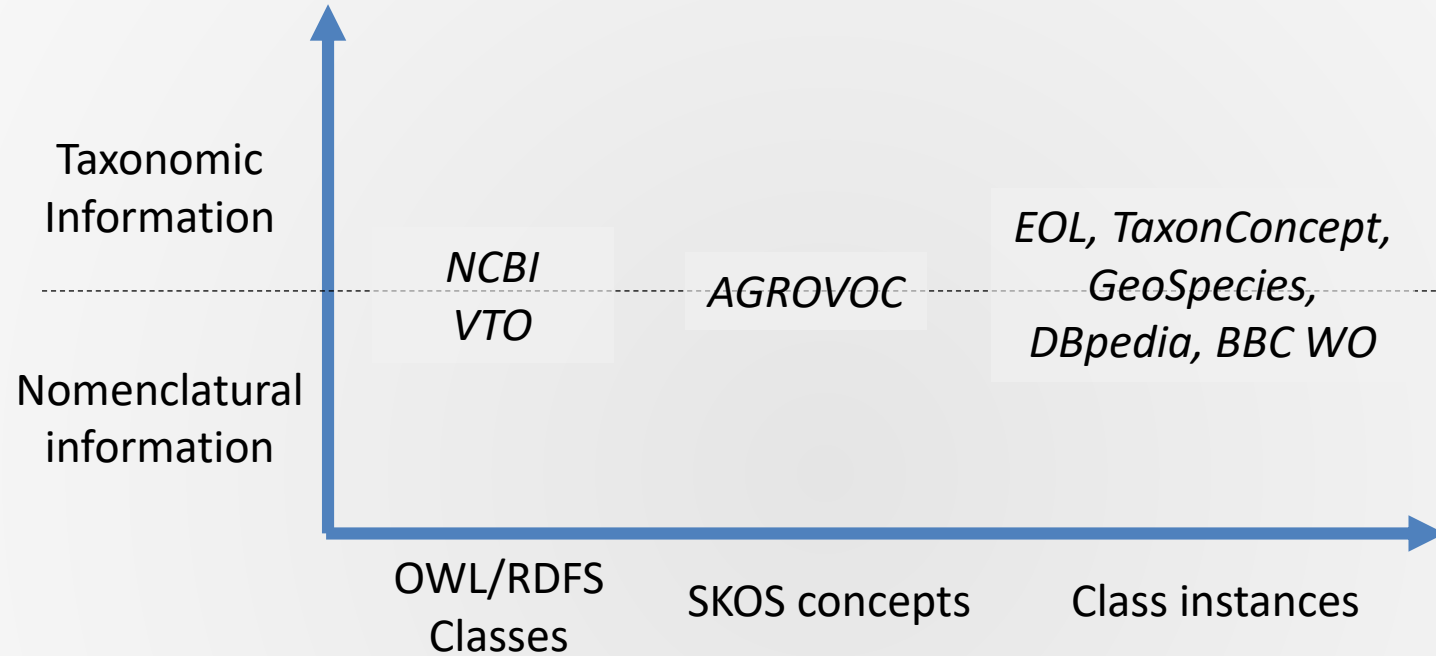 Taxonomic
Information
NCBI
VTO
AGROVOC
EOL, TaxonConcept,
GeoSpecies,
DBpedia, BBC WO
Nomenclatural
information
OWL/RDFS
Classes
SKOS concepts
Class instances